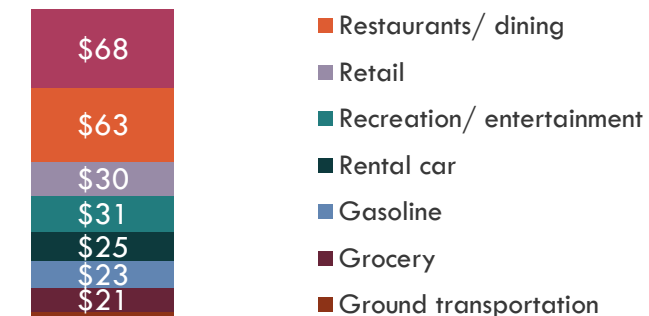 $68
$63
$30
$31
$25
$23
$21
Restaurants/ dining
Retail
Recreation/ entertainment
Rental car
Gasoline
Grocery
Ground transportation